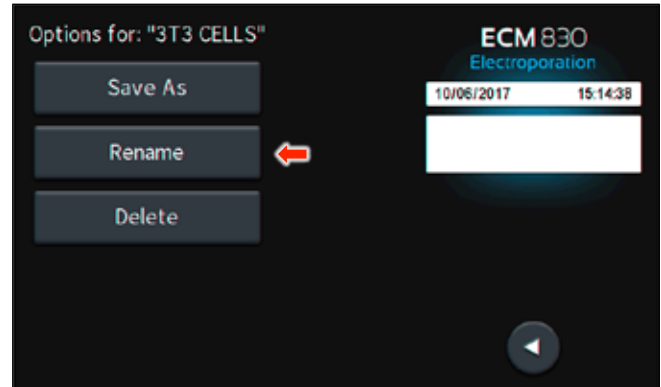 Options for: "3T3 CELLS"
Save As
Rename
Delete
ECM 830
Electroporation
10/06/2017 15:14:38